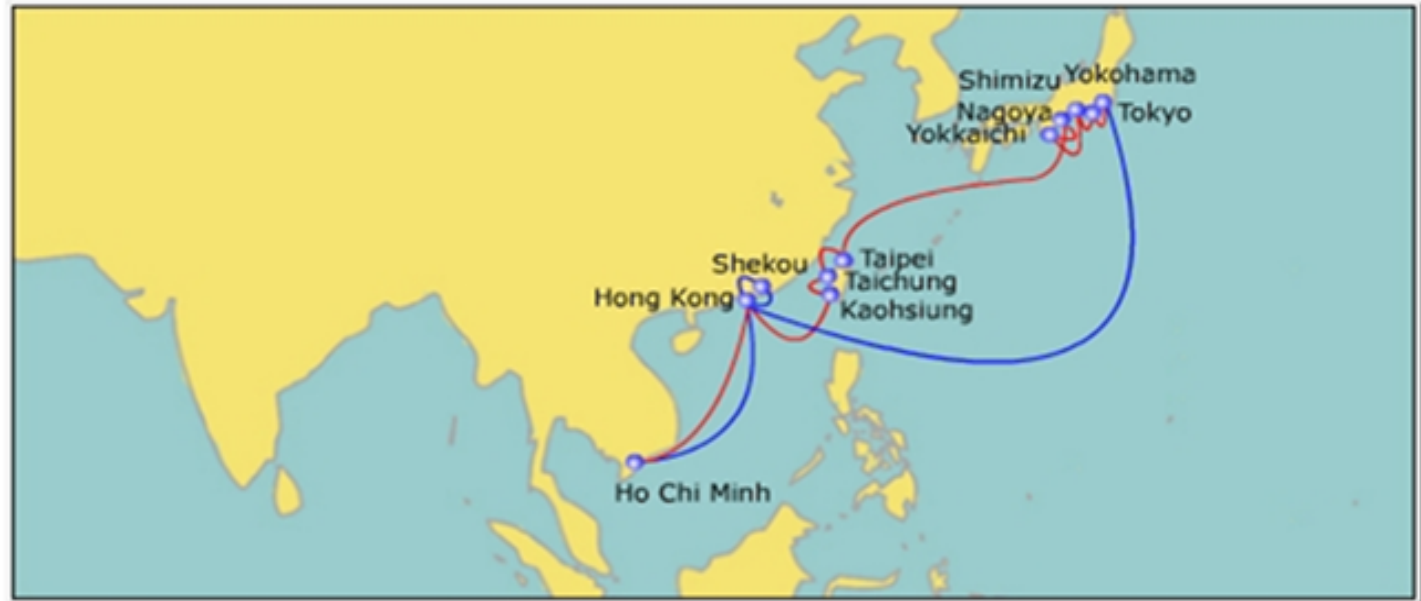 Shimizu
Yokohama
Nagoya
Tokyo
Yokkaichi
Shekou
Taipei
Taichung
Hong Kong
Kaohsiung
Ho Chi Minh